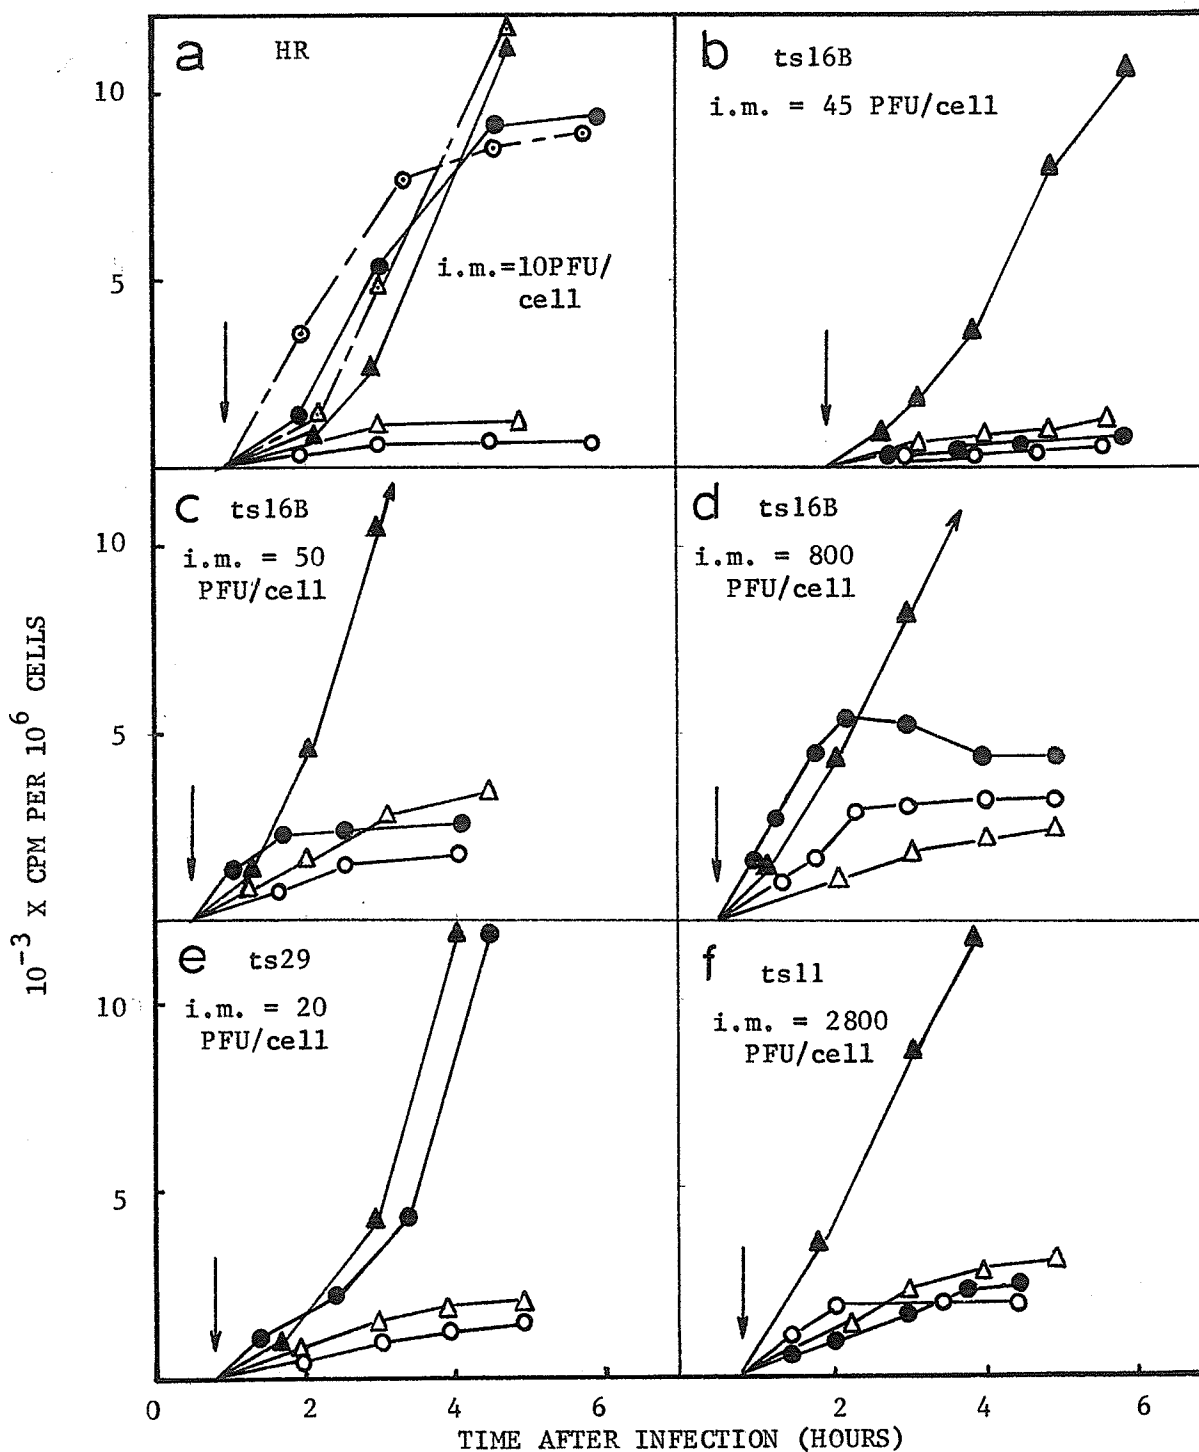 a
HR
10
5
i.m.=10PFU/
cell
b
ts16B
i.m. = 45 PFU/cell
c
ts16B
i.m. = 50
PFU/cell
10
5
d
ts16B
i.m. = 800
PFU/cell
e
ts29
i.m. = 20
PFU/cell
10
5
f
ts11
i.m. = 2800
PFU/cell
10⁻³ X CPM PER 10⁶ CELLS
0 2 4 6 2 4 6
TIME AFTER INFECTION (HOURS)